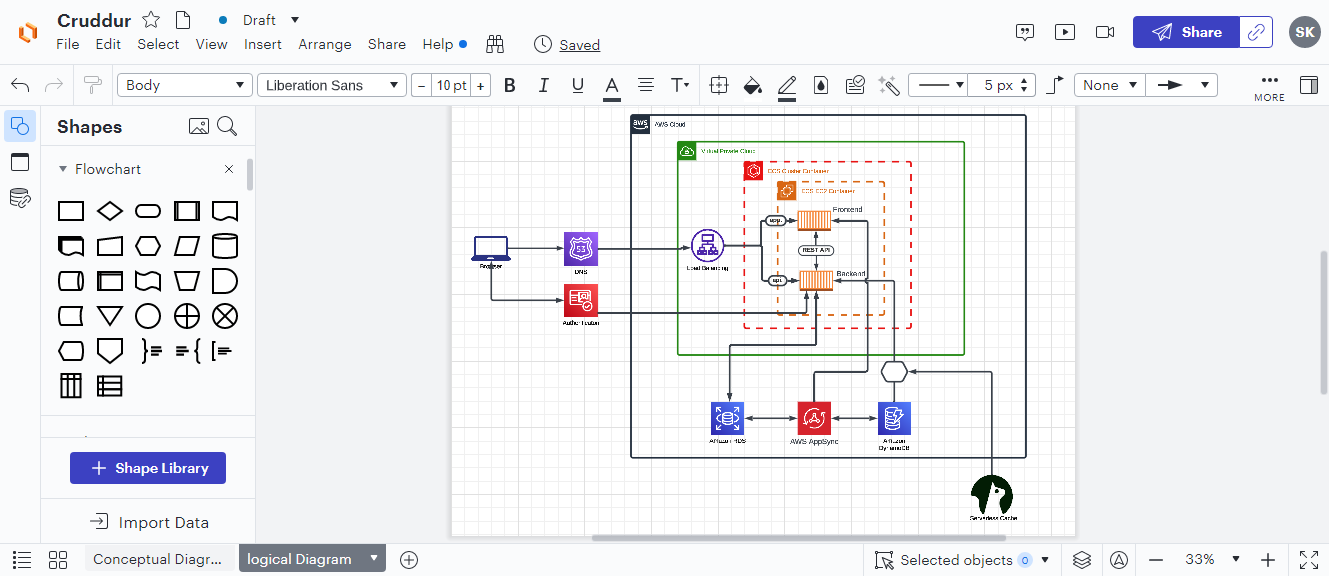 Cruddur
Draft
File Edit Select View Insert Arrange Share Help
Saved
Share
SK
Body
Liberation Sans
− 10 pt +
B I U A T
5 px
None
MORE
Shapes
Flowchart
Shape Library
Import Data
aws AWS Cloud
Virtual Private Cloud
ECS Cluster Container
ECS EC2 Container
Frontend
app.
REST API
Backend
api.
Load Balancing
Browser
53
DNS
Amazon RDS
AWS AppSync
Amazon
DynamoDB
Serverless Cache
Conceptual Diagr...
logical Diagram
Selected objects 0
33%